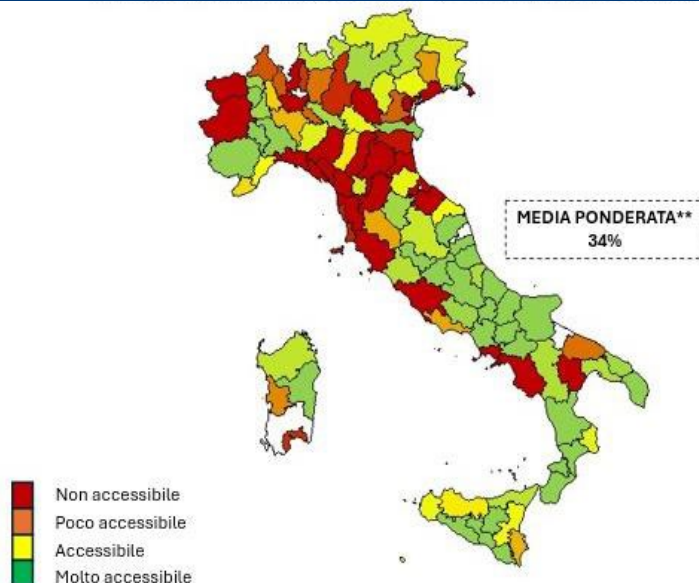 MEDIA PONDERATA**
34%
Non accessibile
Poco accessibile
Accessibile
Molto accessibile